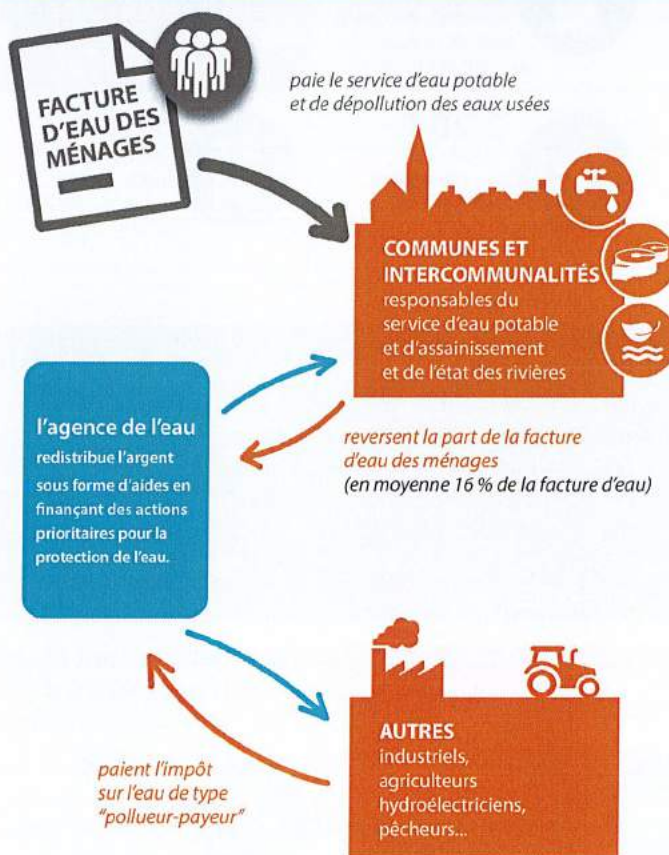 FACTURE
D'EAU DES
MÉNAGES
paie le service d'eau potable
et de dépollution des eaux usées
COMMUNES ET
INTERCOMMUNALITÉS
responsables du
service d'eau potable
et d'assainissement
et de l'état des rivières
l'agence de l'eau
redistribue l'argent
sous forme d'aides en
finançant des actions
prioritaires pour la
protection de l'eau.
reversent la part de la facture
d'eau des ménages
(en moyenne 16 % de la facture d'eau)
AUTRES
industriels,
agriculteurs
hydroélectriciens,
pêcheurs...
paient l'impôt
sur l'eau de type
"pollueur-payeur"